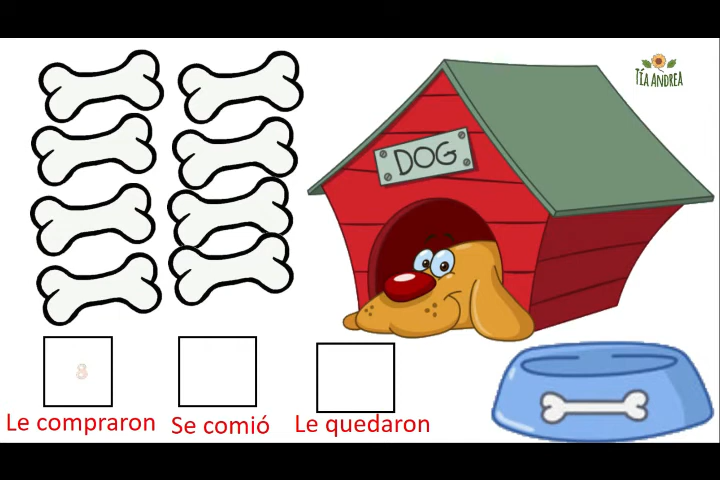 TÍA ANDREA
DOG
8
Le compraron
Se comió
Le quedaron